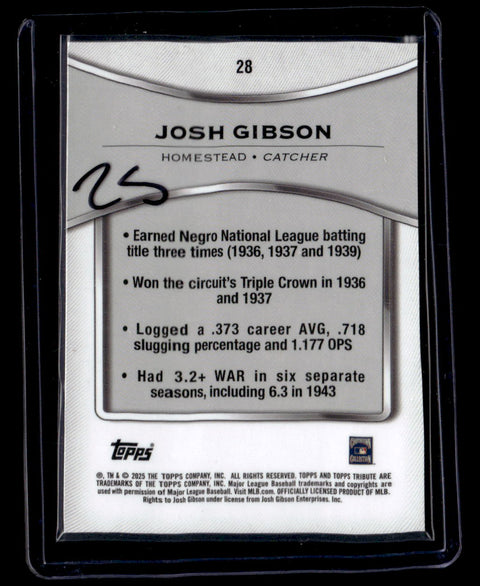 28
JOSH GIBSON
HOMESTEAD • CATCHER
25
• Earned Negro National League batting
title three times (1936, 1937 and 1939)
• Won the circuit's Triple Crown in 1936
and 1937
• Logged a .373 career AVG, .718
slugging percentage and 1.177 OPS
• Had 3.2+ WAR in six separate
seasons, including 6.3 in 1943
topps
COOPERSTOWN
COLLECTION
®, TM & © 2025 THE TOPPS COMPANY, INC. ALL RIGHTS RESERVED. TOPPS AND TOPPS TRIBUTE ARE
TRADEMARKS OF THE TOPPS COMPANY, INC. Major League Baseball trademarks and copyrights are
used with permission of Major League Baseball. Visit MLB.com. OFFICIALLY LICENSED PRODUCT OF MLB.
Rights to Josh Gibson under license from Josh Gibson Enterprises. Inc.